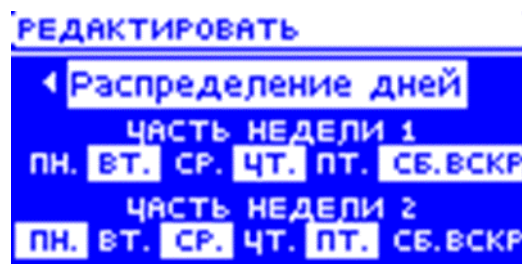 РЕДАКТИРОВАТЬ
Распределение дней
ЧАСТЬ НЕДЕЛИ 1
ПН. ВТ. СР. ЧТ. ПТ. СБ.ВСКР
ЧАСТЬ НЕДЕЛИ 2
ПН. ВТ. СР. ЧТ. ПТ. СБ.ВСКР